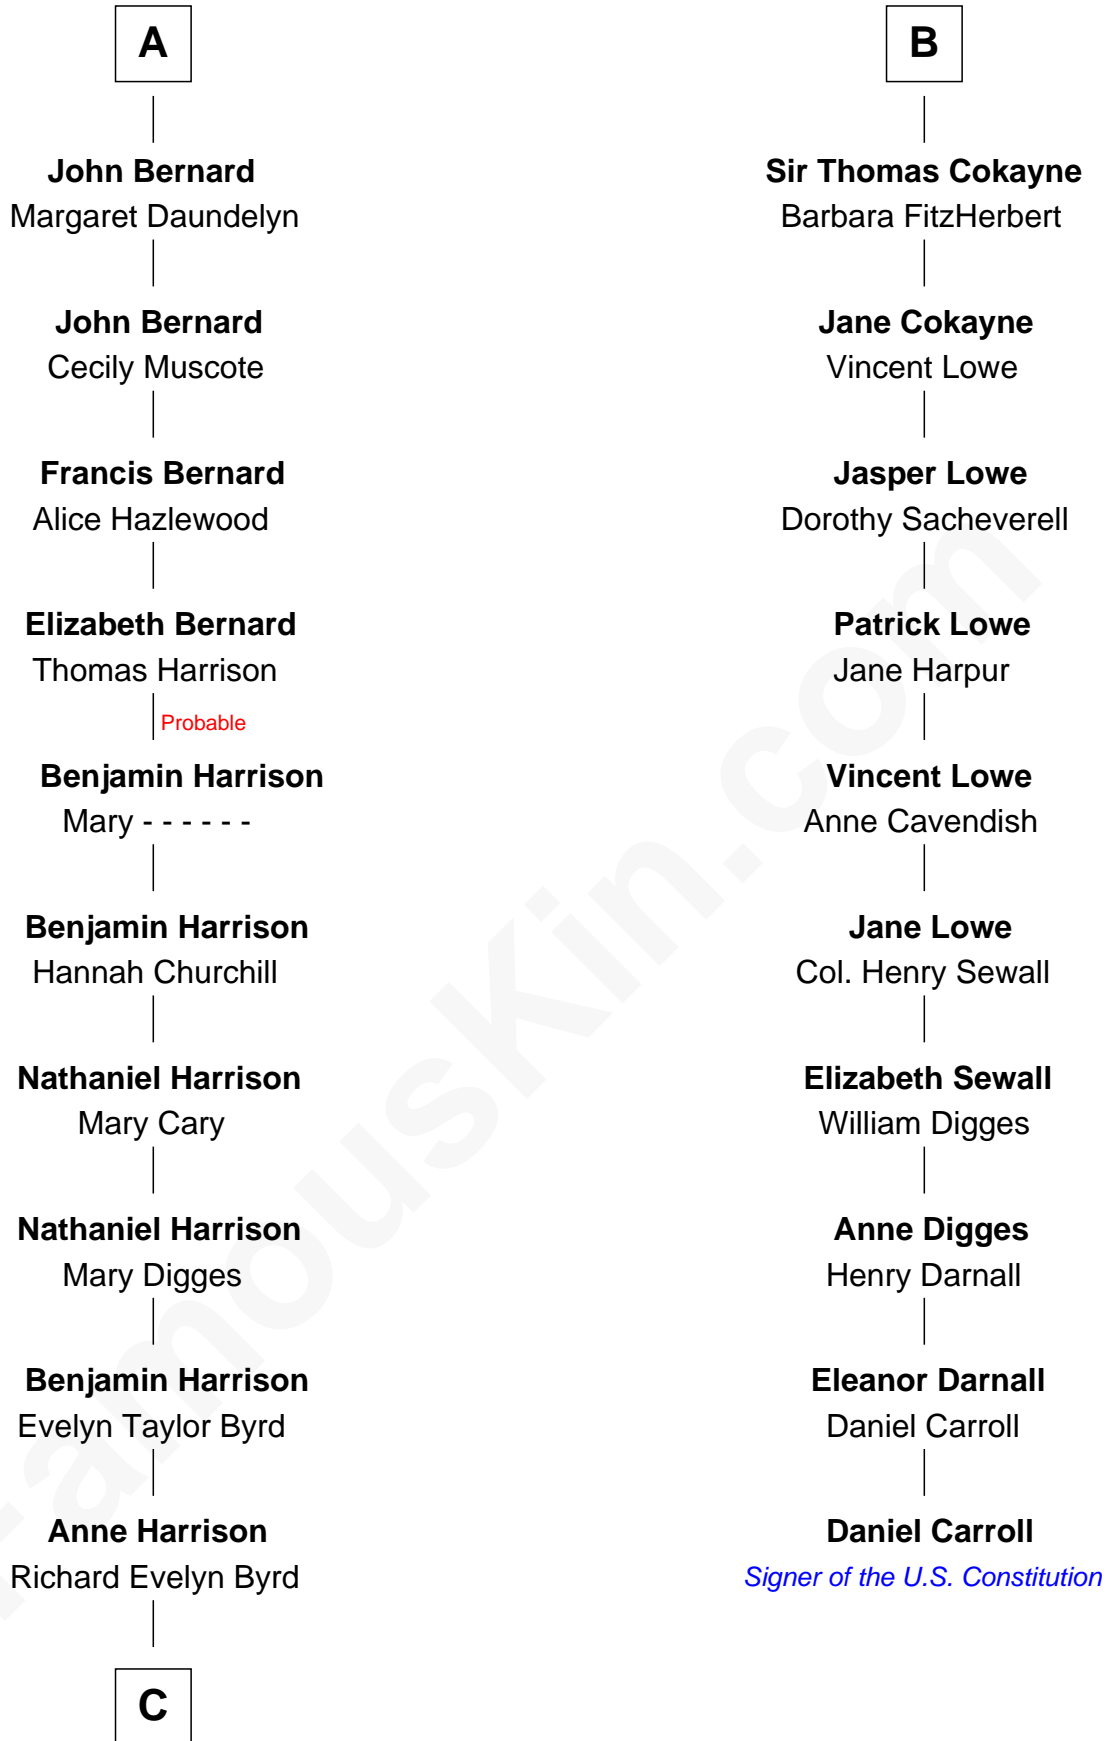 A
John Bernard
Margaret Daundelyn
John Bernard
Cecily Muscote
Francis Bernard
Alice Hazlewood
Elizabeth Bernard
Thomas Harrison
Probable
Benjamin Harrison
Mary - - - - - -
Benjamin Harrison
Hannah Churchill
Nathaniel Harrison
Mary Cary
Nathaniel Harrison
Mary Digges
Benjamin Harrison
Evelyn Taylor Byrd
Anne Harrison
Richard Evelyn Byrd
C
B
Sir Thomas Cokayne
Barbara FitzHerbert
Jane Cokayne
Vincent Lowe
Jasper Lowe
Dorothy Sacheverell
Patrick Lowe
Jane Harpur
Vincent Lowe
Anne Cavendish
Jane Lowe
Col. Henry Sewall
Elizabeth Sewall
William Digges
Anne Digges
Henry Darnall
Eleanor Darnall
Daniel Carroll
Daniel Carroll
Signer of the U.S. Constitution
FamousKin.com